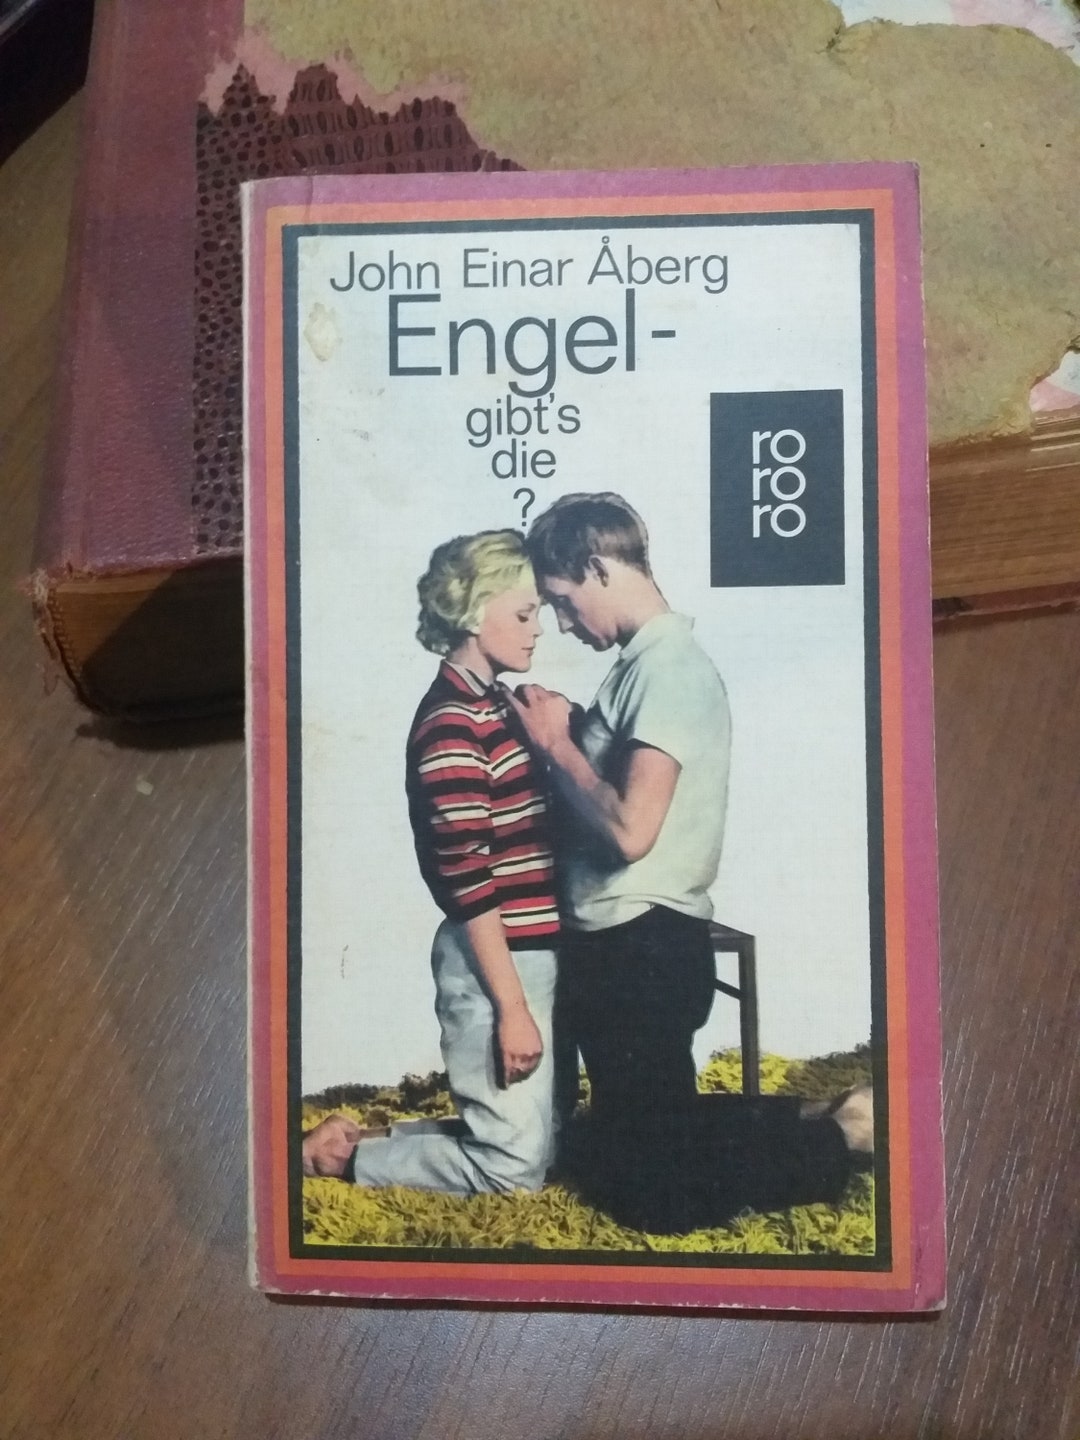 John Einar Åberg
Engel-
gibt's
die
?
ro
ro
ro